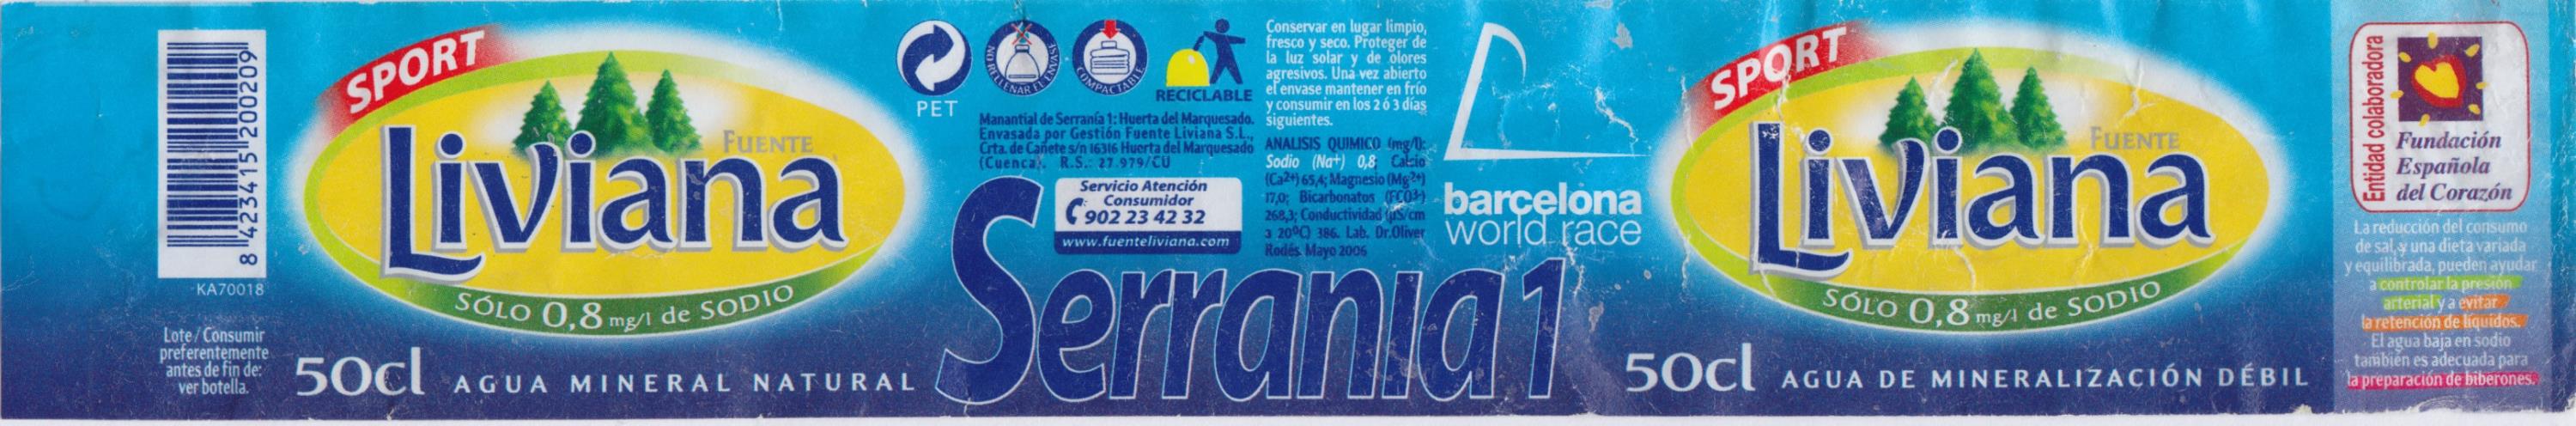 8 423415 200209
KA70018
Lote / Consumir
preferentemente
antes de fin de:
ver botella.
SPORT
FUENTE
Liviana
SÓLO 0,8 mg/l de SODIO
50cl AGUA MINERAL NATURAL
PET
NO RELLENAR EL ENVASE
COMPACTABLE
RECICLABLE
Manantial de Serranía 1: Huerta del Marquesado.
Envasada por Gestión Fuente Liviana S.L.,
Crta. de Cañete s/n 16316 Huerta del Marquesado
(Cuenca). R.S.: 27.979/CU
Servicio Atención
Consumidor
902 23 42 32
www.fuenteliviana.com
Serrania 1
Conservar en lugar limpio,
fresco y seco. Proteger de
la luz solar y de olores
agresivos. Una vez abierto
el envase mantener en frío
y consumir en los 2 ó 3 días
siguientes.
ANALISIS QUIMICO (mg/l):
Sodio (Na+) 0,8 Calcio
(Ca2+) 65,4; Magnesio (Mg2+)
17,0; Bicarbonatos (FCO3-)
268,3; Conductividad (µS/cm
a 20ºC) 386. Lab. Dr.Oliver
Rodés. Mayo 2006
barcelona
world race
SPORT
FUENTE
Liviana
SÓLO 0,8 mg/l de SODIO
50cl AGUA DE MINERALIZACIÓN DÉBIL
Entidad colaboradora
Fundación
Española
del Corazón
La reducción del consumo
de sal, y una dieta variada
y equilibrada, pueden ayudar
a controlar la presión
arterial y a evitar
la retención de líquidos.
El agua baja en sodio
también es adecuada para
la preparación de biberones.